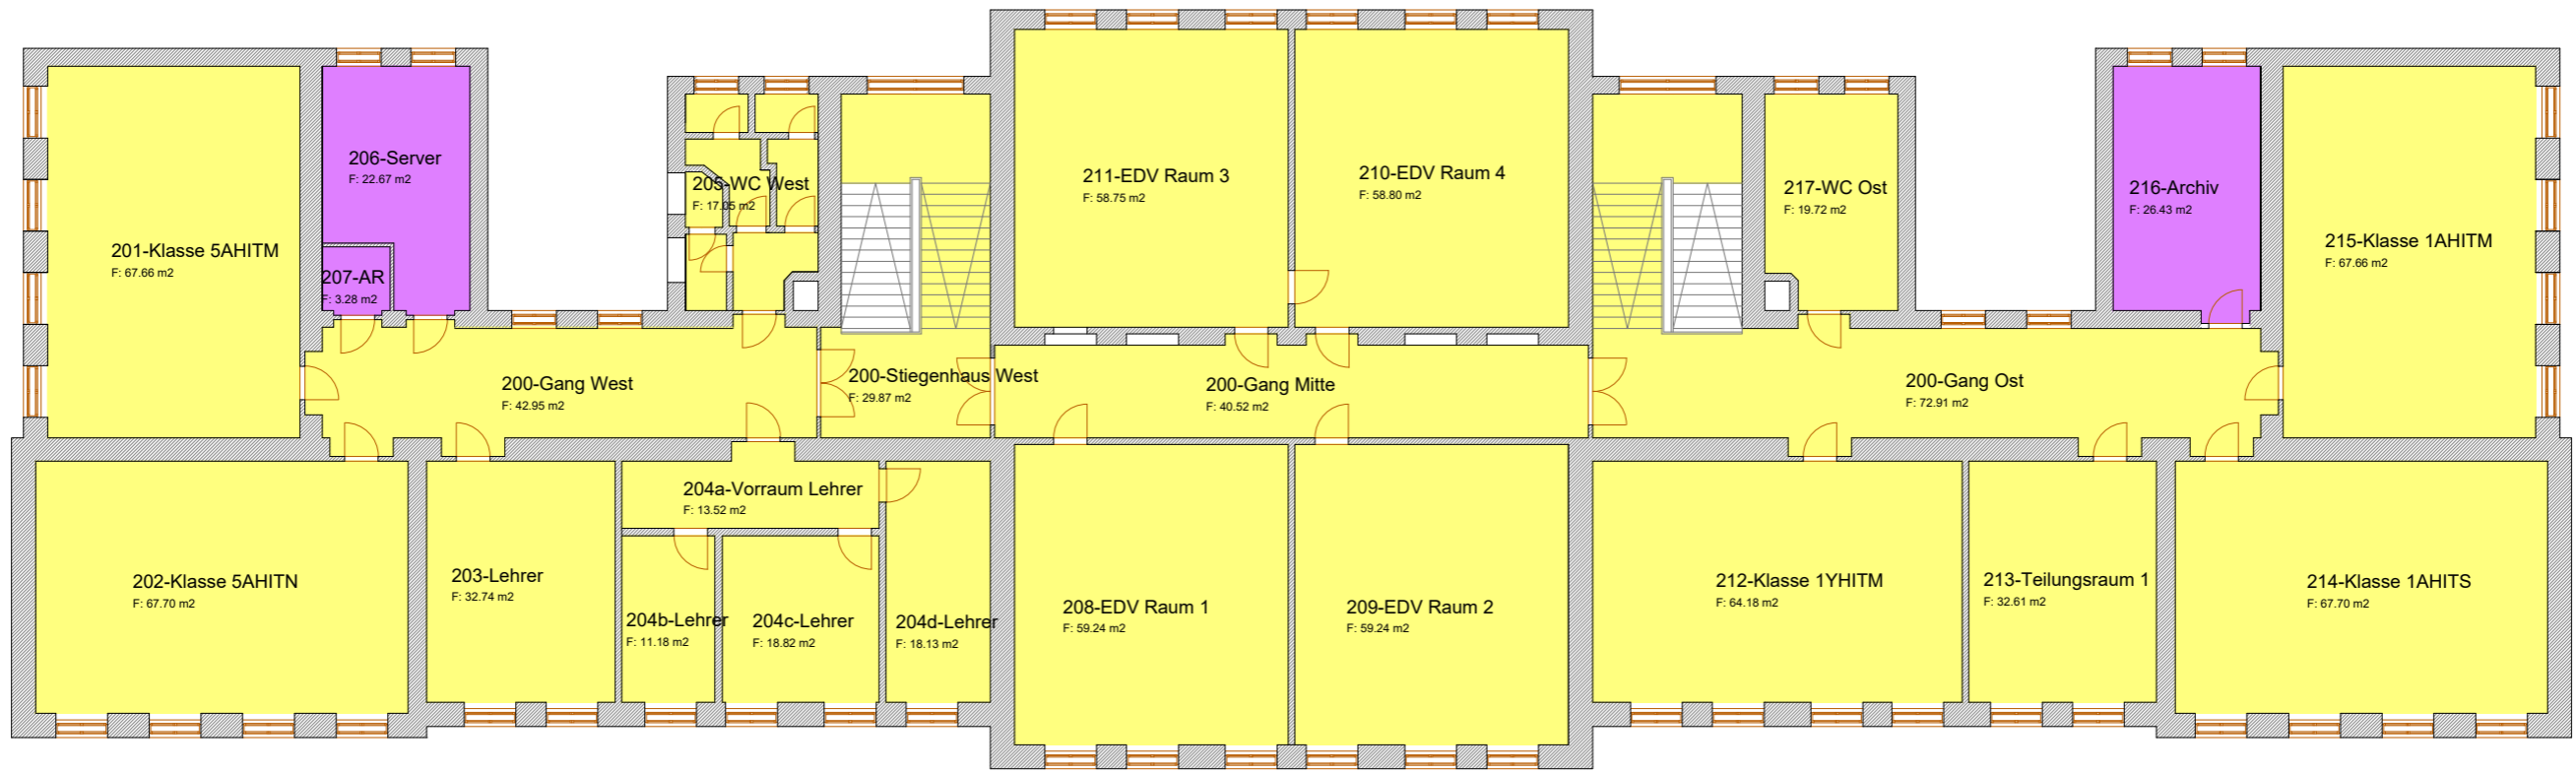 201-Klasse 5AHITM
F: 67.66 m2
206-Server
F: 22.67 m2
207-AR
F: 3.28 m2
205-WC West
F: 17.05 m2
211-EDV Raum 3
F: 58.75 m2
210-EDV Raum 4
F: 58.80 m2
217-WC Ost
F: 19.72 m2
216-Archiv
F: 26.43 m2
215-Klasse 1AHITM
F: 67.66 m2
200-Gang West
F: 42.95 m2
200-Stiegenhaus West
F: 29.87 m2
200-Gang Mitte
F: 40.52 m2
200-Gang Ost
F: 72.91 m2
202-Klasse 5AHITN
F: 67.70 m2
203-Lehrer
F: 32.74 m2
204a-Vorraum Lehrer
F: 13.52 m2
204b-Lehrer
F: 11.18 m2
204c-Lehrer
F: 18.82 m2
204d-Lehrer
F: 18.13 m2
208-EDV Raum 1
F: 59.24 m2
209-EDV Raum 2
F: 59.24 m2
212-Klasse 1YHITM
F: 64.18 m2
213-Teilungsraum 1
F: 32.61 m2
214-Klasse 1AHITS
F: 67.70 m2